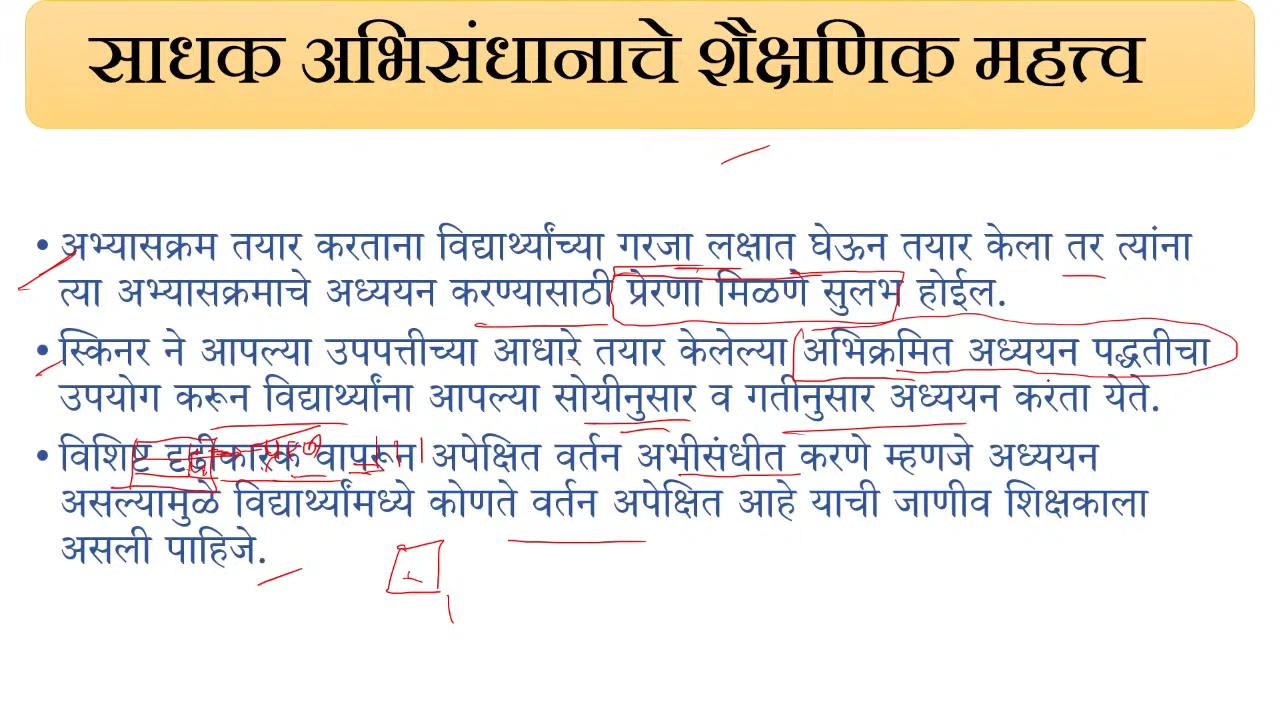 साधक अभिसंधानाचे शैक्षणिक महत्त्व
• अभ्यासक्रम तयार करताना विद्यार्थ्यांच्या गरजा लक्षात घेऊन तयार केला तर त्यांना
त्या अभ्यासक्रमाचे अध्ययन करण्यासाठी प्रेरणा मिळणे सुलभ होईल.
• स्किनर ने आपल्या उपपत्तीच्या आधारे तयार केलेल्या अभिक्रमित अध्ययन पद्धतीचा
उपयोग करून विद्यार्थ्यांना आपल्या सोयीनुसार व गतीनुसार अध्ययन करंता येते.
• विशिष्ट दृढीकारक वापरून अपेक्षित वर्तन अभीसंधीत करणे म्हणजे अध्ययन
असल्यामुळे विद्यार्थ्यांमध्ये कोणते वर्तन अपेक्षित आहे याची जाणीव शिक्षकाला
असली पाहिजे.